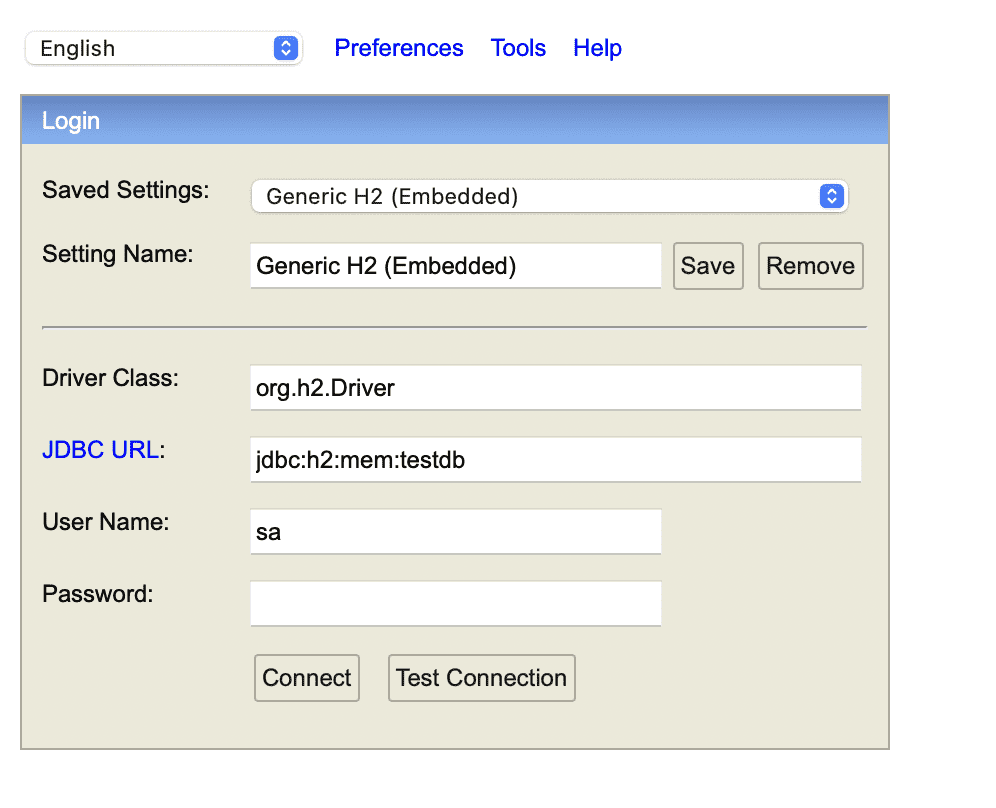 English Preferences Tools Help
Login
Saved Settings: Generic H2 (Embedded)
Setting Name: Generic H2 (Embedded) Save Remove
Driver Class: org.h2.Driver
JDBC URL: jdbc:h2:mem:testdb
User Name: sa
Password:
Connect Test Connection